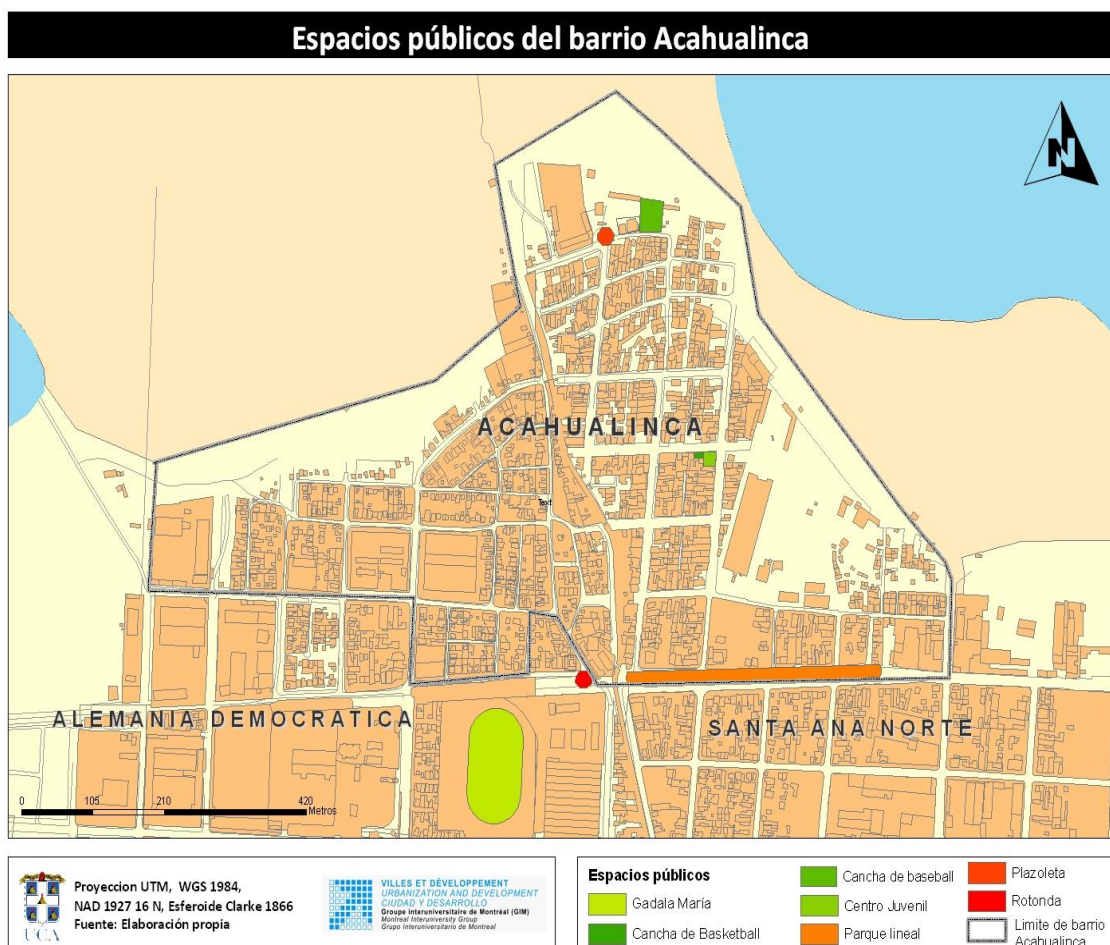 Espacios públicos del barrio Acahualinca
N
ACAHUALINCA
Text
ALEMANIA DEMOCRATICA
SANTA ANA NORTE
0 105 210 420
Metros
UCA
Proyeccion UTM, WGS 1984,
NAD 1927 16 N, Esferoide Clarke 1866
Fuente: Elaboración propia
VILLES ET DÉVELOPPEMENT
URBANIZATION AND DEVELOPMENT
CIUDAD Y DESARROLLO
Groupe interuniversitaire de Montréal (GIM)
Montreal Interuniversity Group
Grupo Interuniversitario de Montreal
Espacios públicos
Gadala María
Cancha de Basketball
Cancha de baseball
Centro Juvenil
Parque lineal
Plazoleta
Rotonda
Limite de barrio
Acahualinca